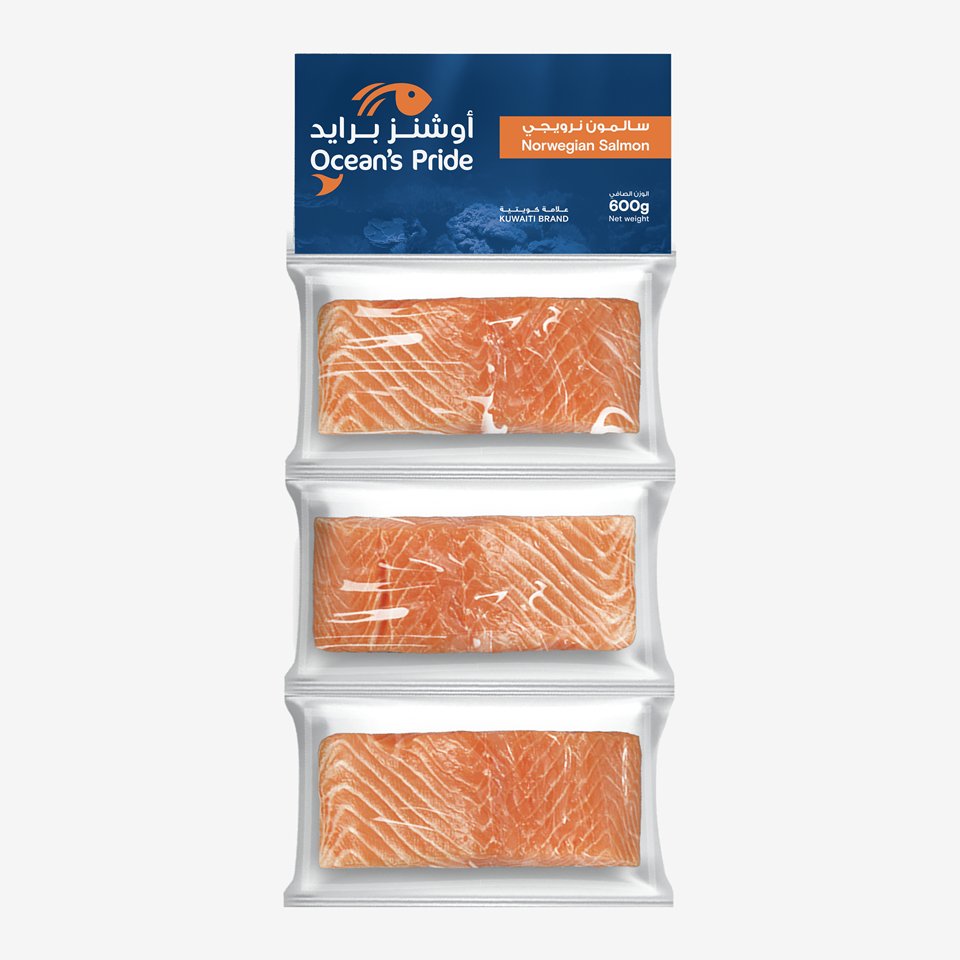 أوشنز برايد
Ocean's Pride
سالمون نرويجي
Norwegian Salmon
علامة كويتية
KUWAITI BRAND
الوزن الصافي
600g
Net weight